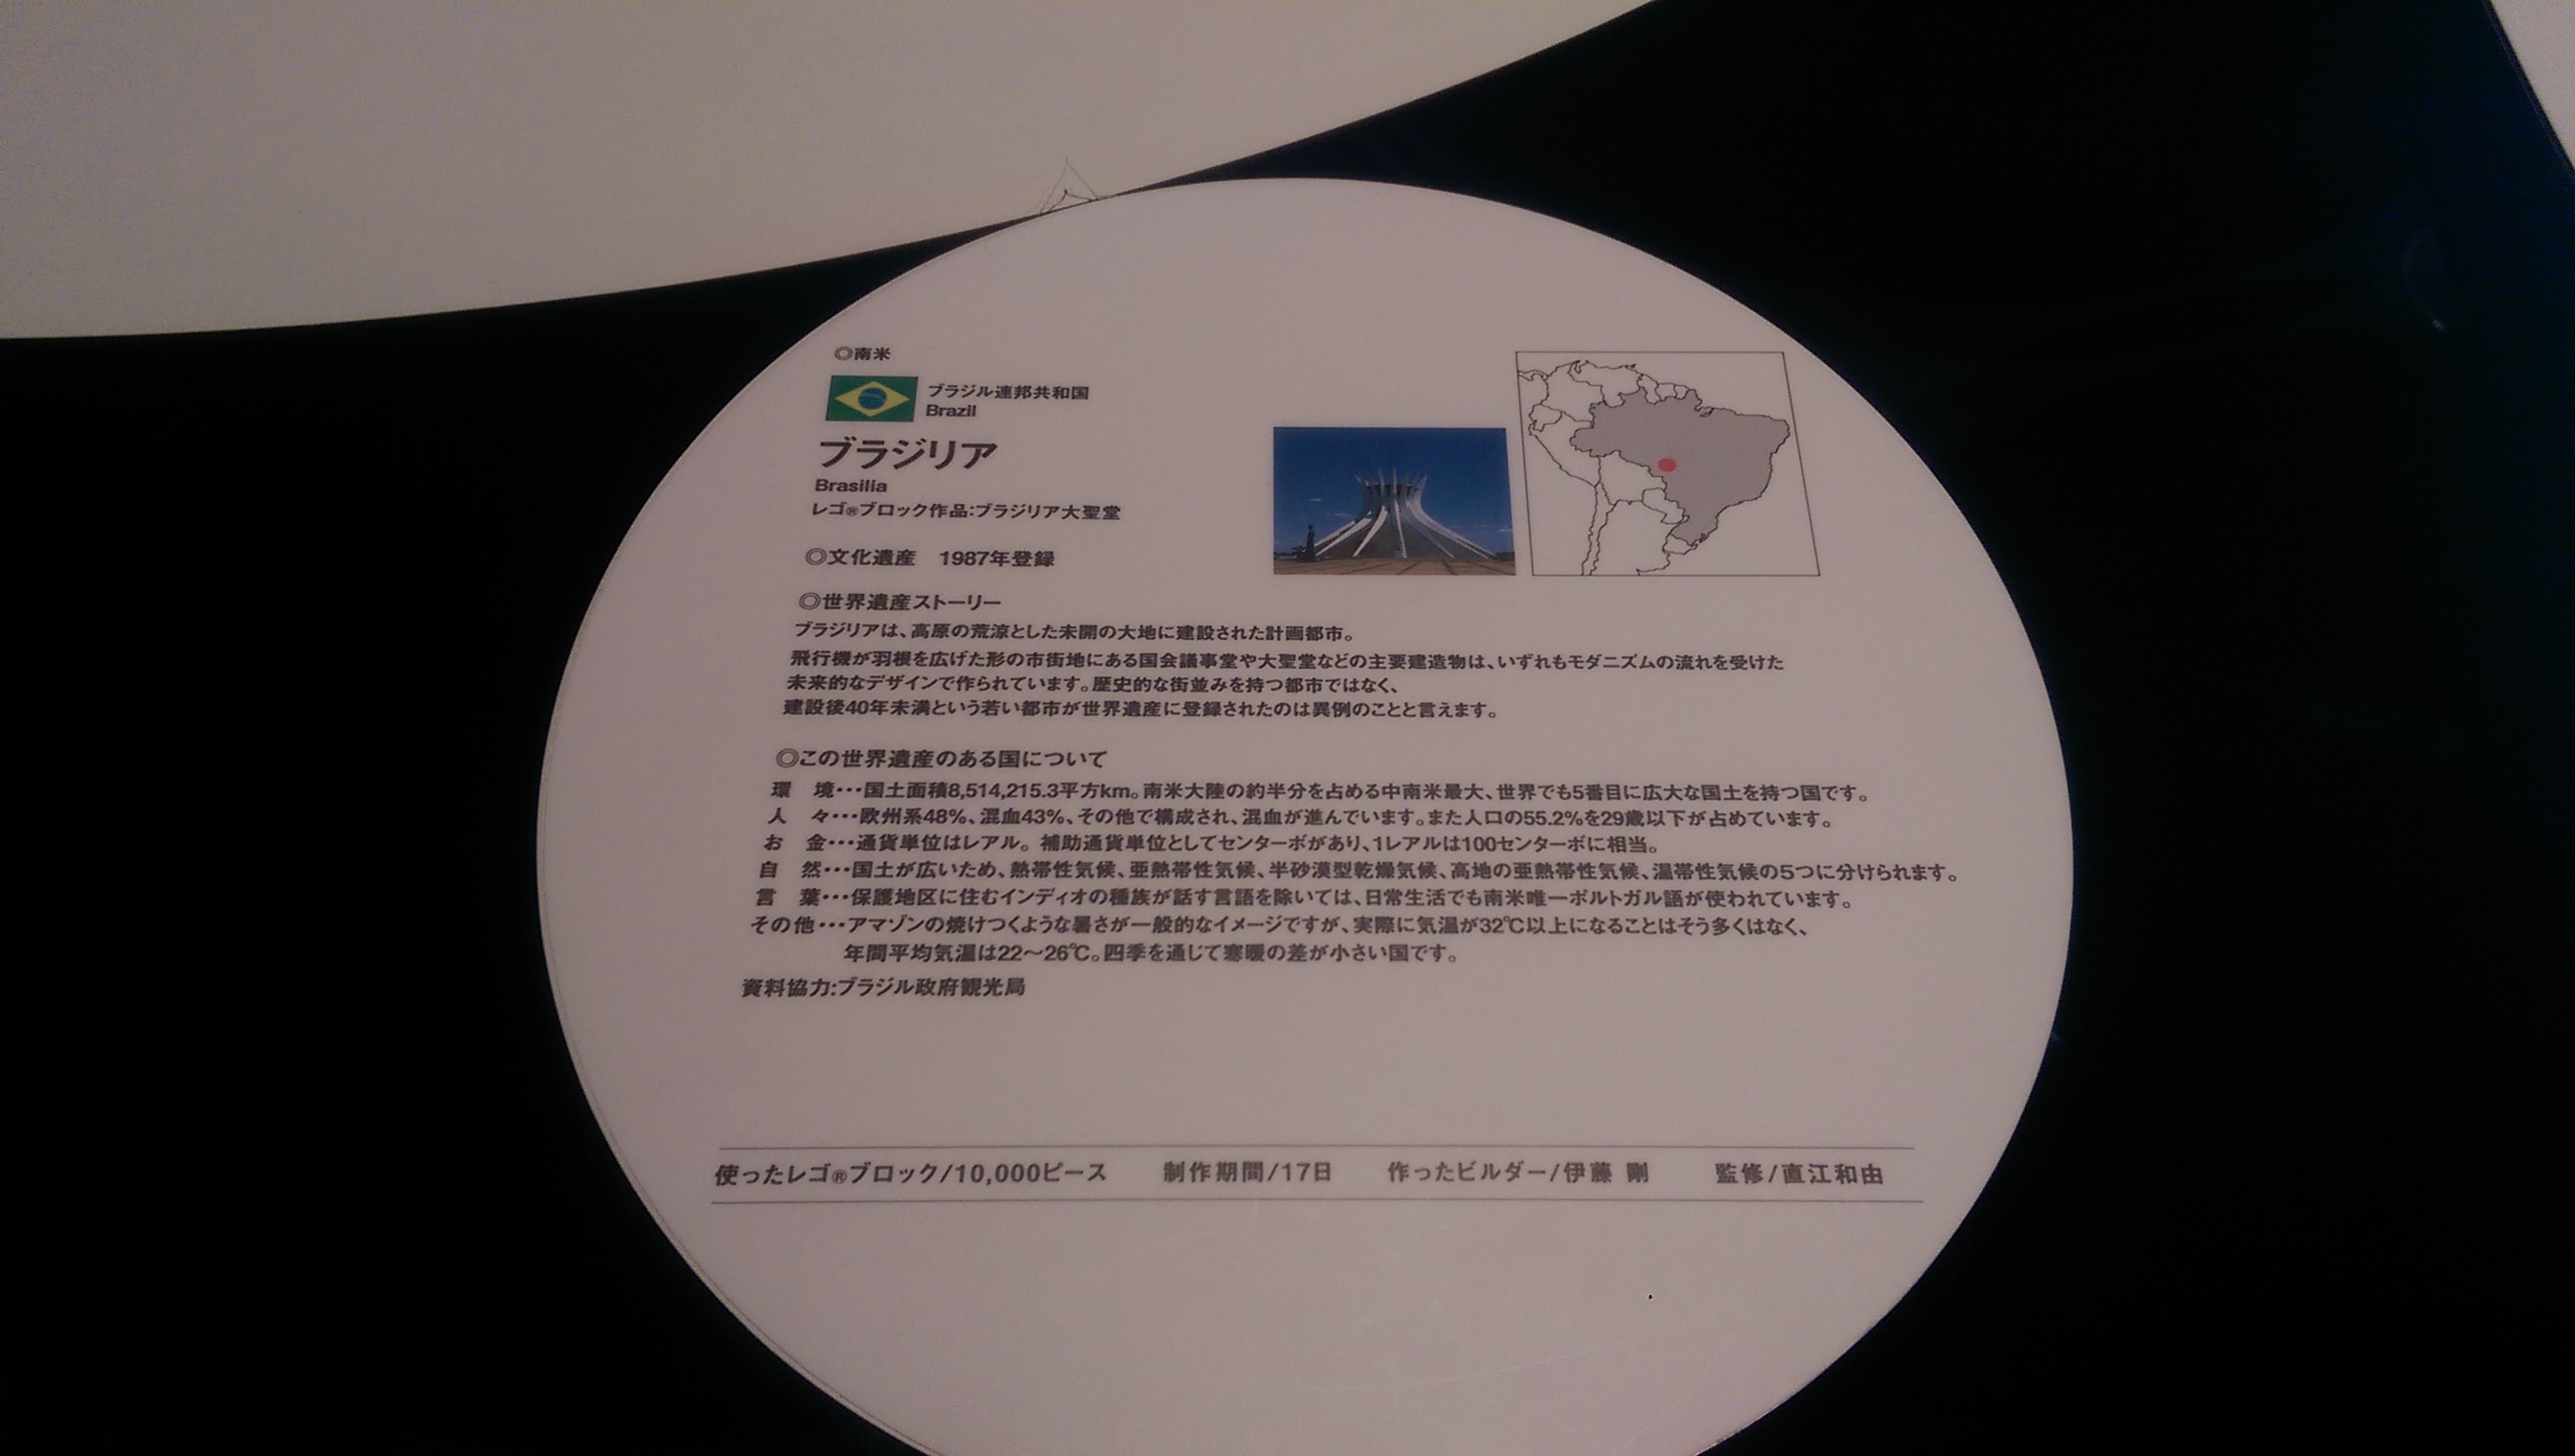 ◎南米
ブラジル連邦共和国
Brazil
ブラジリア
Brasilia
レゴ®ブロック作品:ブラジリア大聖堂
◎文化遺産　1987年登録
◎世界遺産ストーリー
ブラジリアは、高原の荒涼とした未開の大地に建設された計画都市。
飛行機が羽根を広げた形の市街地にある国会議事堂や大聖堂などの主要建造物は、いずれもモダニズムの流れを受けた
未来的なデザインで作られています。歴史的な街並みを持つ都市ではなく、
建設後40年未満という若い都市が世界遺産に登録されたのは異例のことと言えます。
◎この世界遺産のある国について
環　境･･･国土面積8,514,215.3平方km。南米大陸の約半分を占める中南米最大、世界でも5番目に広大な国土を持つ国です。
人　々･･･欧州系48%、混血43%、その他で構成され、混血が進んでいます。また人口の55.2%を29歳以下が占めています。
お　金･･･通貨単位はレアル。補助通貨単位としてセンターボがあり、1レアルは100センターボに相当。
自　然･･･国土が広いため、熱帯性気候、亜熱帯性気候、半砂漠型乾燥気候、高地の亜熱帯性気候、温帯性気候の5つに分けられます。
言　葉･･･保護地区に住むインディオの種族が話す言語を除いては、日常生活でも南米唯一ポルトガル語が使われています。
その他･･･アマゾンの焼けつくような暑さが一般的なイメージですが、実際に気温が32℃以上になることはそう多くはなく、
年間平均気温は22～26℃。四季を通じて寒暖の差が小さい国です。
資料協力:ブラジル政府観光局
使ったレゴ®ブロック/10,000ピース　制作期間/17日　作ったビルダー/伊藤 剛　監修/直江和由